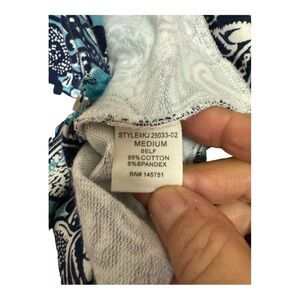 STYLE#KJ 25033-02
MEDIUM
SELF
95%COTTON
5%SPANDEX
RN# 145751